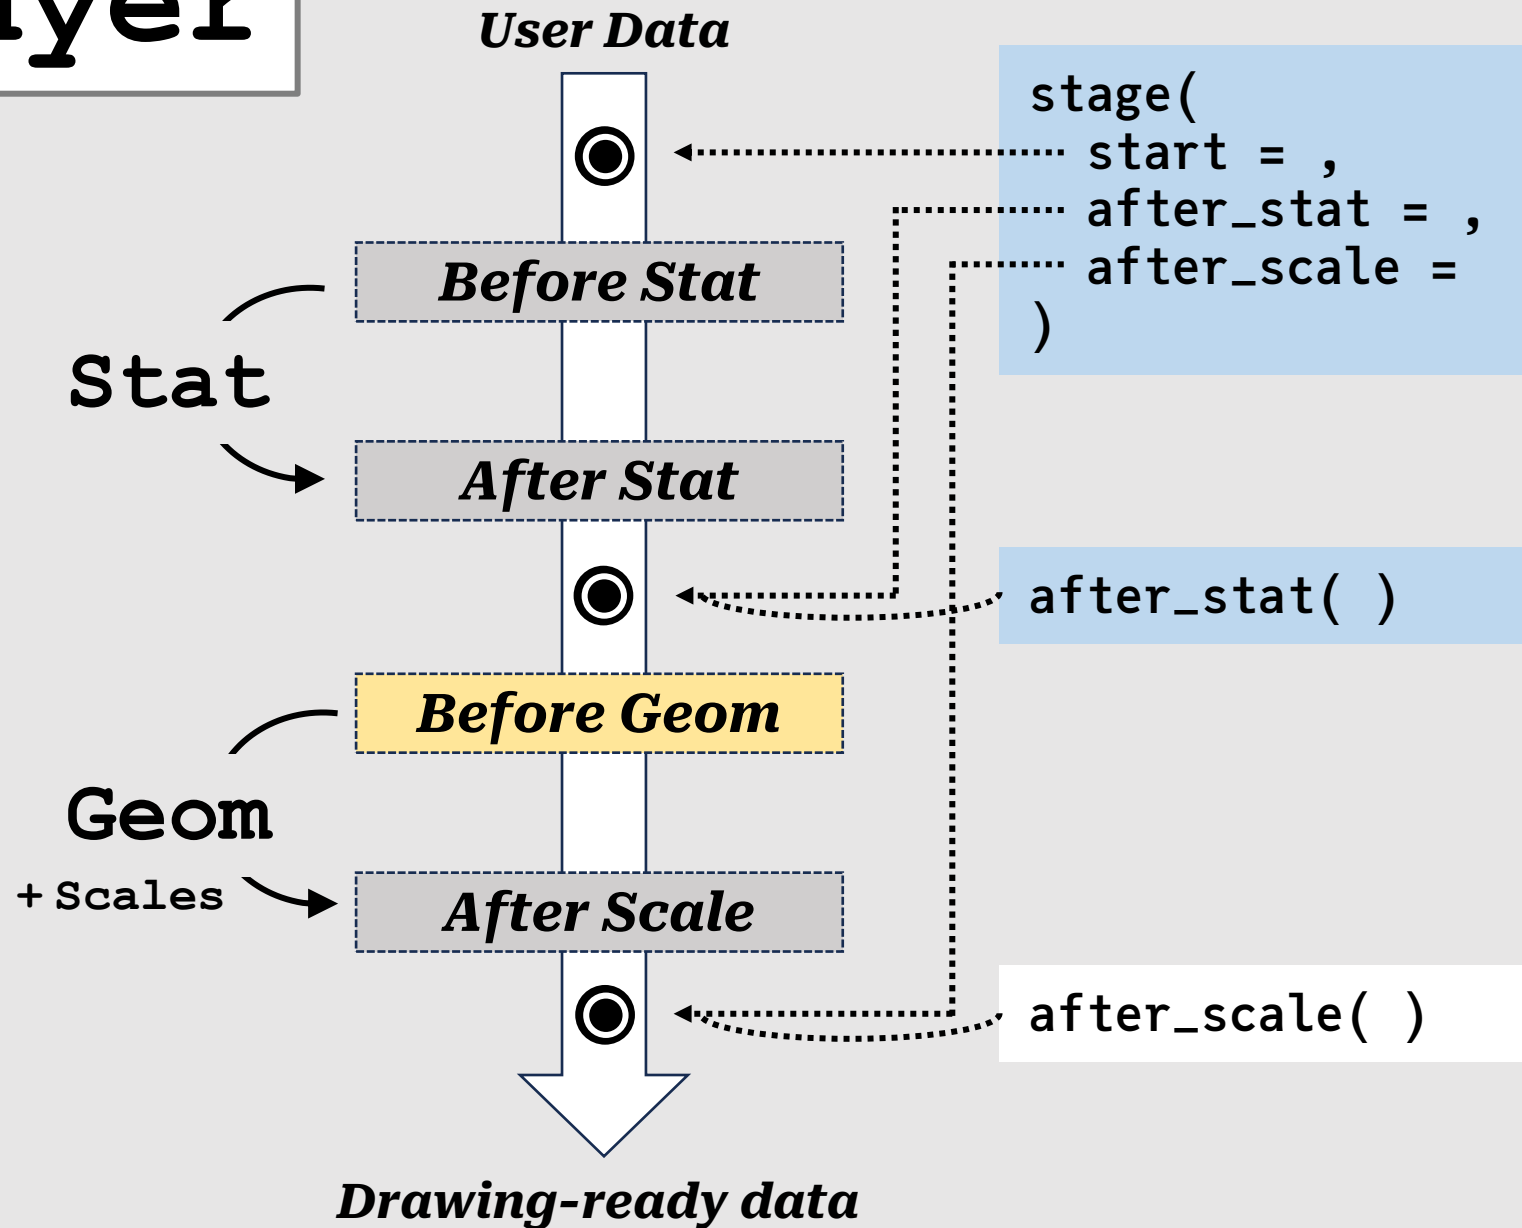 User Data
stage(
start = ,
after_stat = ,
after_scale =
)
Before Stat
Stat
After Stat
after_stat( )
Before Geom
Geom
+ Scales
After Scale
after_scale( )
Drawing-ready data